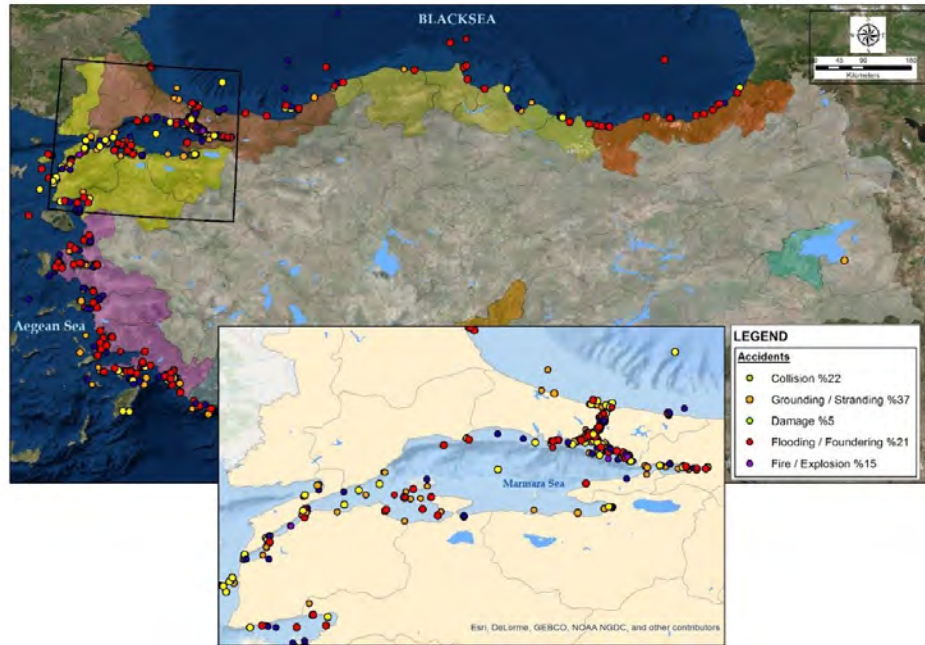 BLACKSEA
N
Kilometers
Aegean Sea
Marmara Sea
Esri, DeLorme, GEBCO, NOAA NGDC, and other contributors
LEGEND
Accidents
Collision %22
Grounding / Stranding %37
Damage %5
Flooding / Foundering %21
Fire / Explosion %15